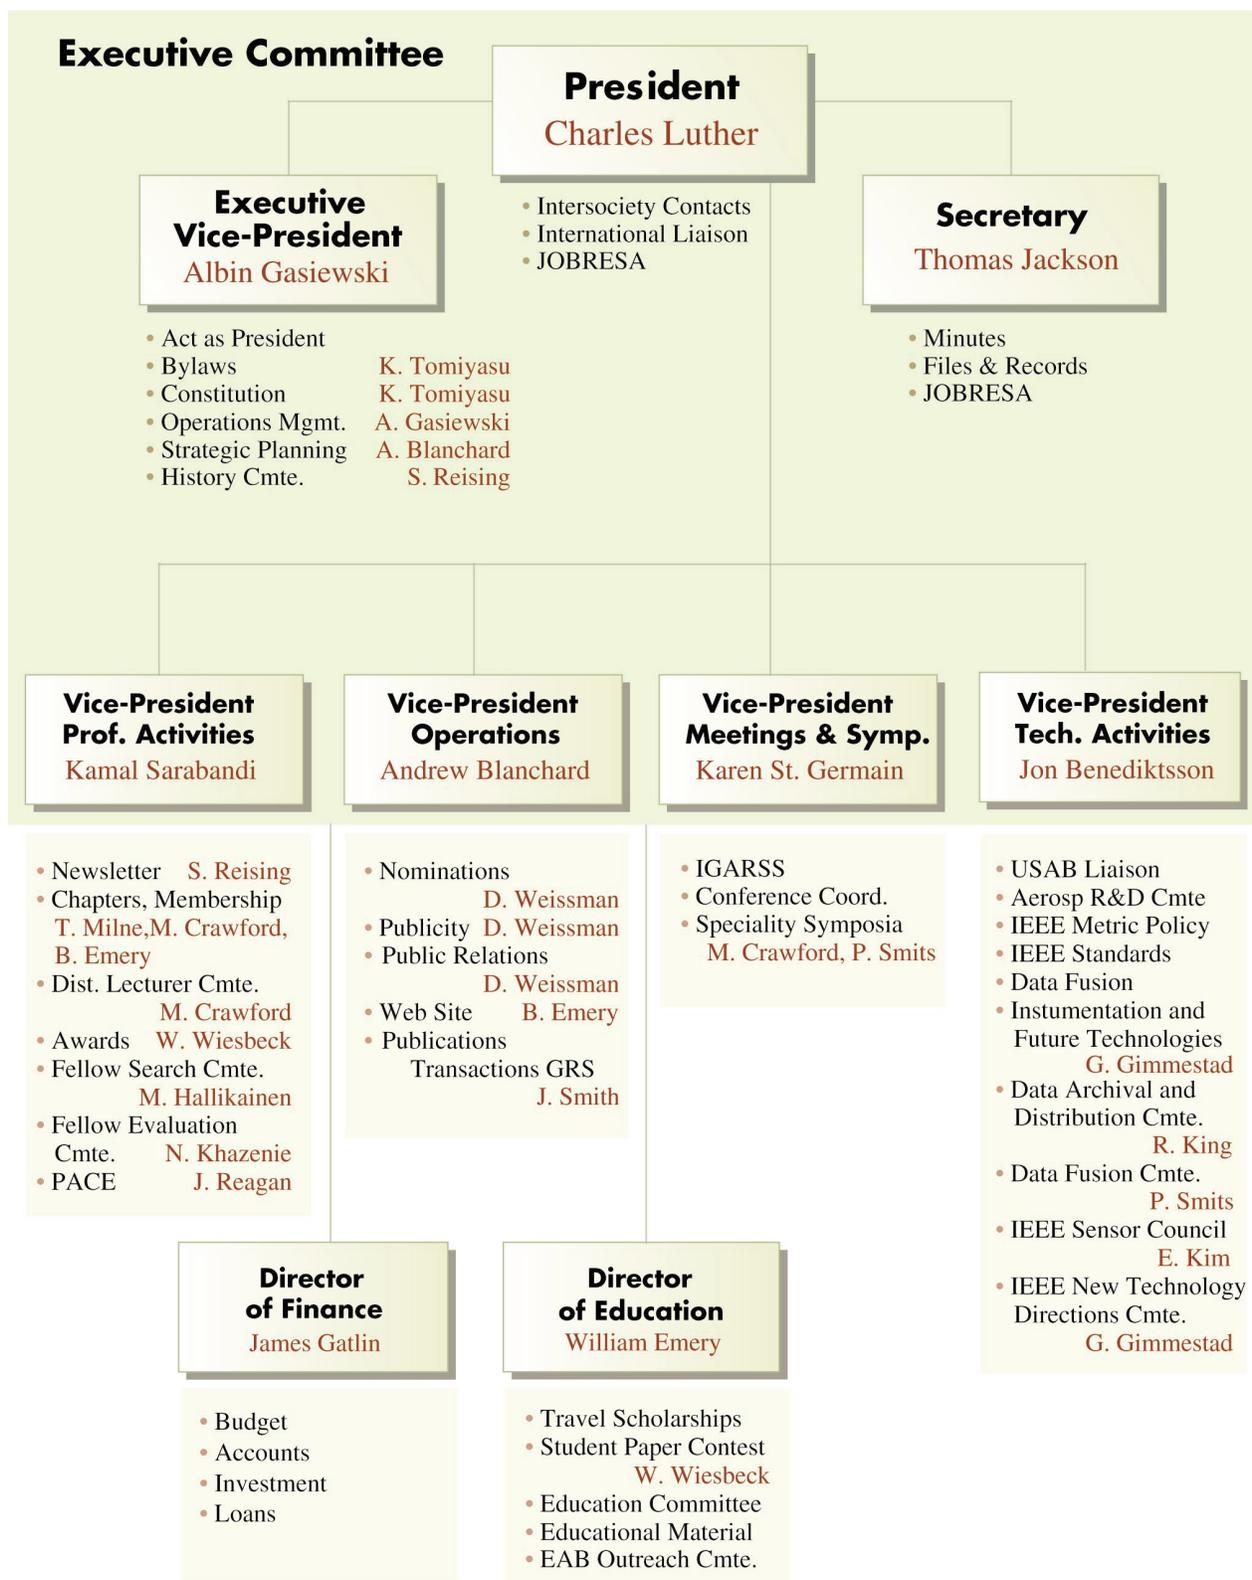 Executive Committee
President
Charles Luther
• Intersociety Contacts
• International Liaison
• JOBRESA
Executive
Vice-President
Albin Gasiewski
• Act as President
• Bylaws K. Tomiyasu
• Constitution K. Tomiyasu
• Operations Mgmt. A. Gasiewski
• Strategic Planning A. Blanchard
• History Cmte. S. Reising
Secretary
Thomas Jackson
• Minutes
• Files & Records
• JOBRESA
Vice-President
Prof. Activities
Kamal Sarabandi
• Newsletter S. Reising
• Chapters, Membership
T. Milne,M. Crawford,
B. Emery
• Dist. Lecturer Cmte.
M. Crawford
• Awards W. Wiesbeck
• Fellow Search Cmte.
M. Hallikainen
• Fellow Evaluation
Cmte. N. Khazenie
• PACE J. Reagan
Vice-President
Operations
Andrew Blanchard
• Nominations
D. Weissman
• Publicity D. Weissman
• Public Relations
D. Weissman
• Web Site B. Emery
• Publications
Transactions GRS
J. Smith
Vice-President
Meetings & Symp.
Karen St. Germain
• IGARSS
• Conference Coord.
• Speciality Symposia
M. Crawford, P. Smits
Vice-President
Tech. Activities
Jon Benediktsson
• USAB Liaison
• Aerosp R&D Cmte
• IEEE Metric Policy
• IEEE Standards
• Data Fusion
• Instumentation and
Future Technologies
G. Gimmestad
• Data Archival and
Distribution Cmte.
R. King
• Data Fusion Cmte.
P. Smits
• IEEE Sensor Council
E. Kim
• IEEE New Technology
Directions Cmte.
G. Gimmestad
Director
of Finance
James Gatlin
• Budget
• Accounts
• Investment
• Loans
Director
of Education
William Emery
• Travel Scholarships
• Student Paper Contest
W. Wiesbeck
• Education Committee
• Educational Material
• EAB Outreach Cmte.